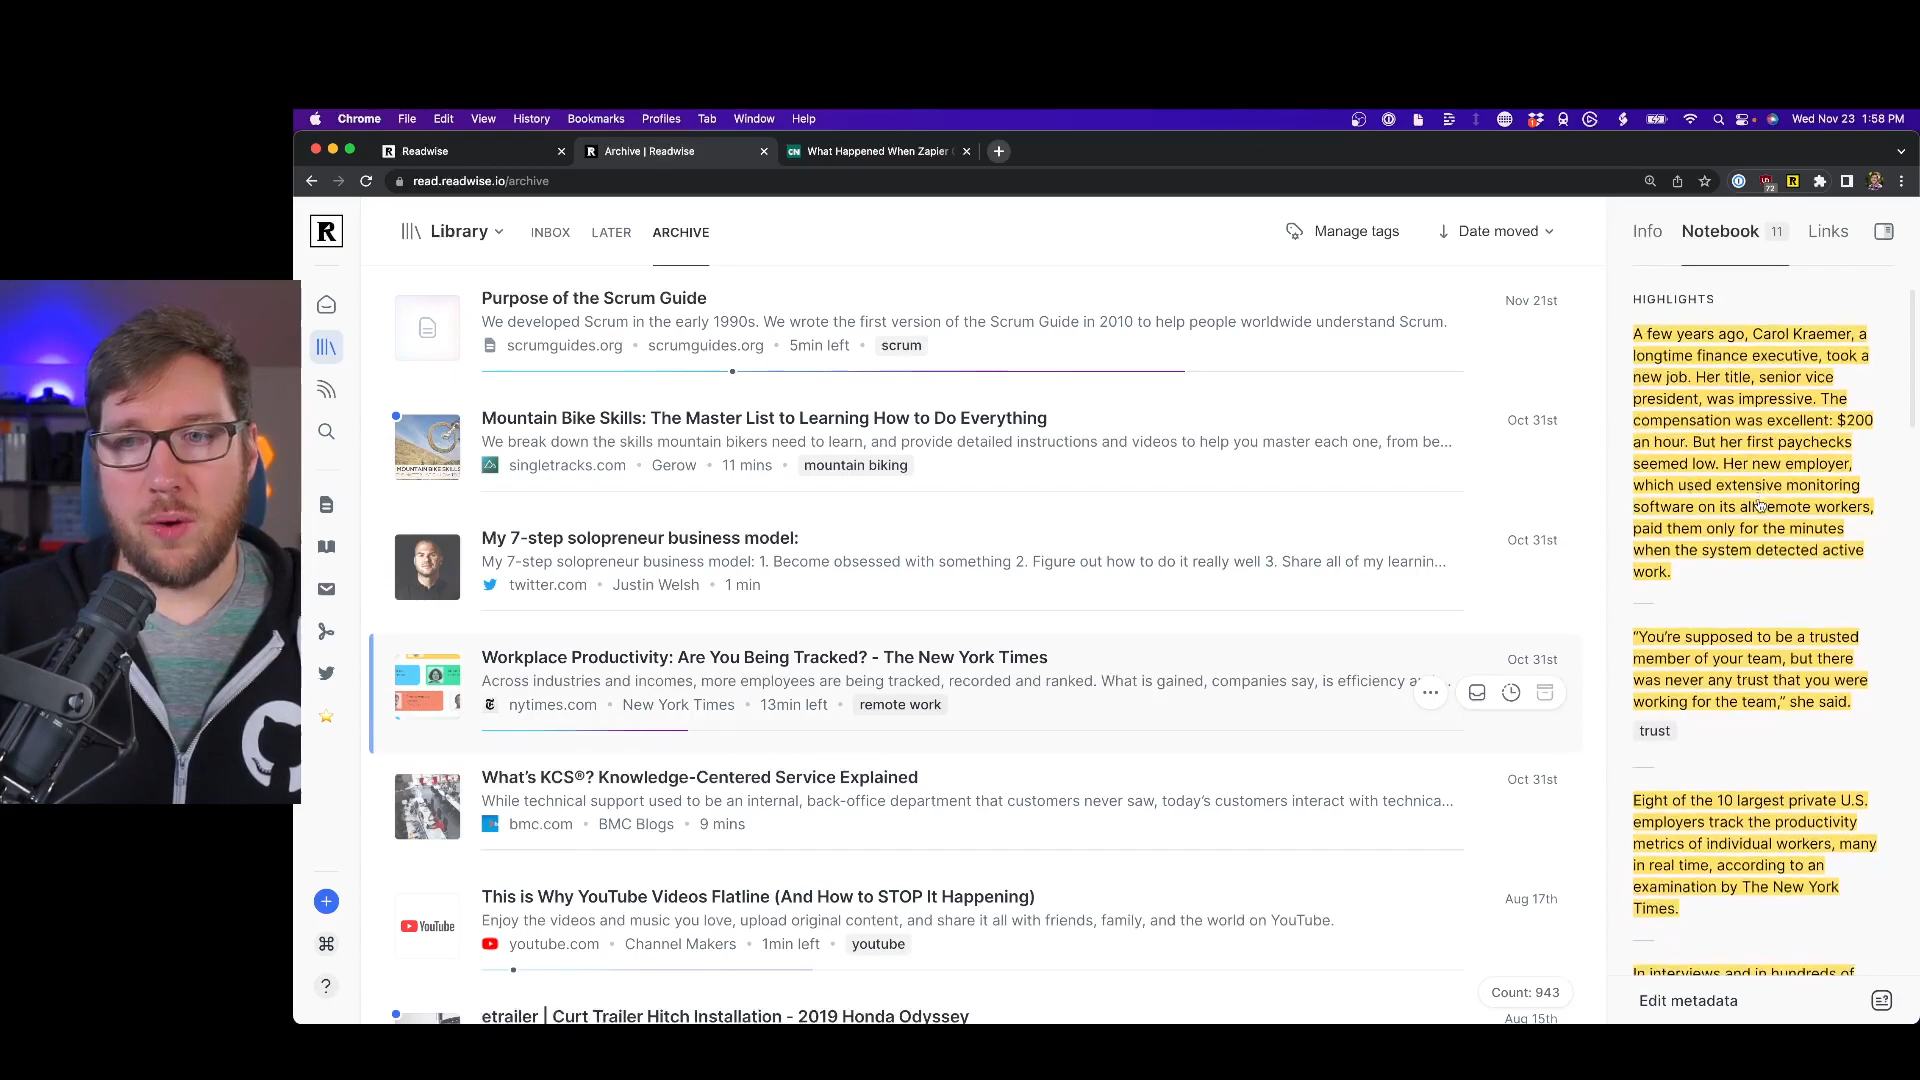 Chrome File Edit View History Bookmarks Profiles Tab Window Help
Wed Nov 23 1:58 PM
Readwise
Archive | Readwise
CN What Happened When Zapier
read.readwise.io/archive
72
R
R
Library
INBOX
LATER
ARCHIVE
Manage tags
Date moved
Purpose of the Scrum Guide
Nov 21st
We developed Scrum in the early 1990s. We wrote the first version of the Scrum Guide in 2010 to help people worldwide understand Scrum.
scrumguides.org • scrumguides.org • 5min left • scrum
Mountain Bike Skills: The Master List to Learning How to Do Everything
Oct 31st
We break down the skills mountain bikers need to learn, and provide detailed instructions and videos to help you master each one, from be...
MOUNTAIN BIKE SKILLS
singletracks.com • Gerow • 11 mins • mountain biking
My 7-step solopreneur business model:
Oct 31st
My 7-step solopreneur business model: 1. Become obsessed with something 2. Figure out how to do it really well 3. Share all of my learnin...
twitter.com • Justin Welsh • 1 min
Workplace Productivity: Are You Being Tracked? - The New York Times
Oct 31st
Across industries and incomes, more employees are being tracked, recorded and ranked. What is gained, companies say, is efficiency
nytimes.com • New York Times • 13min left • remote work
What's KCS®? Knowledge-Centered Service Explained
Oct 31st
While technical support used to be an internal, back-office department that customers never saw, today's customers interact with technica...
bmc.com • BMC Blogs • 9 mins
This is Why YouTube Videos Flatline (And How to STOP It Happening)
Aug 17th
Enjoy the videos and music you love, upload original content, and share it all with friends, family, and the world on YouTube.
YouTube
youtube.com • Channel Makers • 1min left • youtube
Count: 943
etrailer | Curt Trailer Hitch Installation - 2019 Honda Odyssey
Aug 15th
Info
Notebook 11
Links
HIGHLIGHTS
A few years ago, Carol Kraemer, a
longtime finance executive, took a
new job. Her title, senior vice
president, was impressive. The
compensation was excellent: $200
an hour. But her first paychecks
seemed low. Her new employer,
which used extensive monitoring
software on its all-remote workers,
paid them only for the minutes
when the system detected active
work.
“You're supposed to be a trusted
member of your team, but there
was never any trust that you were
working for the team,” she said.
trust
Eight of the 10 largest private U.S.
employers track the productivity
metrics of individual workers, many
in real time, according to an
examination by The New York
Times.
In interviews and in hundreds of
Edit metadata